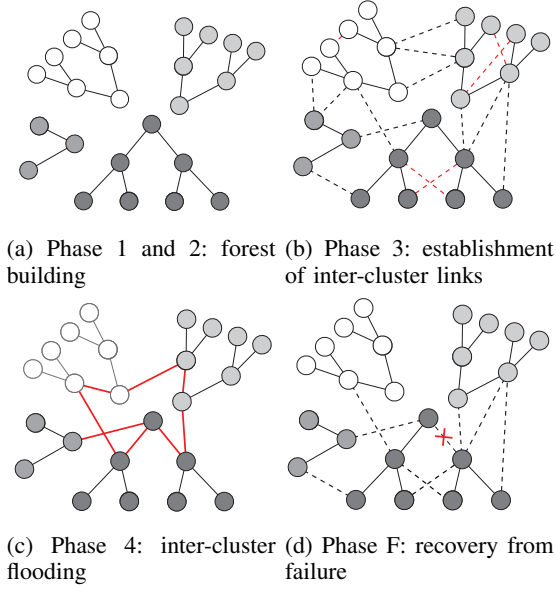 (a) Phase 1 and 2: forest
building
(b) Phase 3: establishment
of inter-cluster links
(c) Phase 4: inter-cluster
flooding
(d) Phase F: recovery from
failure